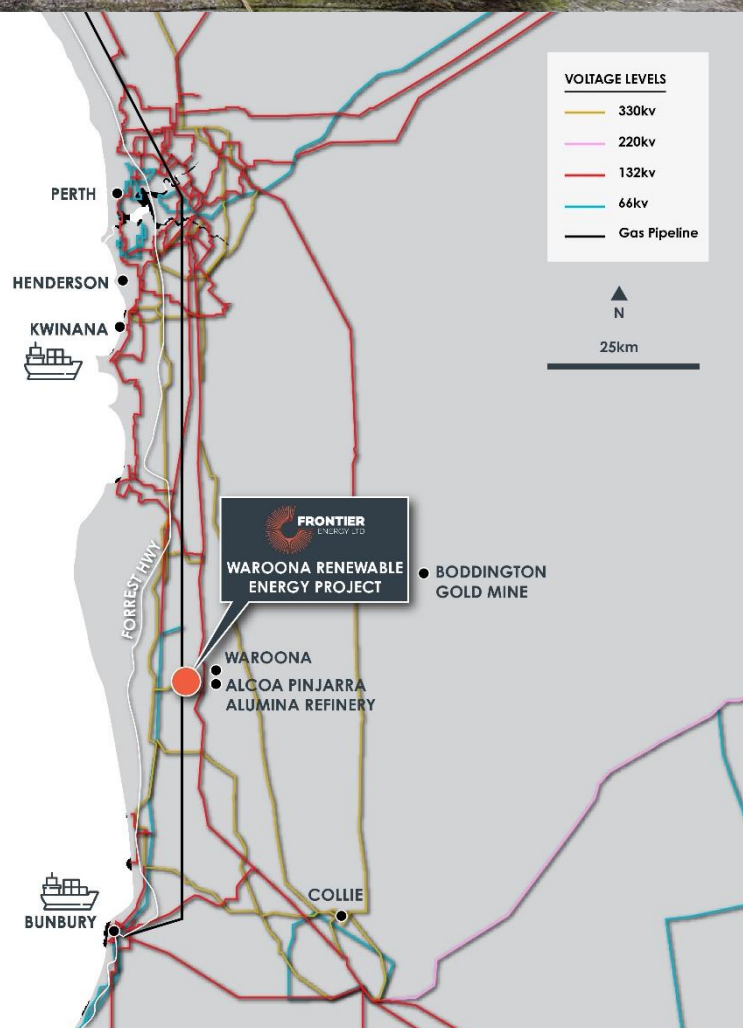 VOLTAGE LEVELS
330kv
220kv
132kv
66kv
Gas Pipeline
N
25km
PERTH
HENDERSON
KWINANA
FORREST HWY
FRONTIER
ENERGY LTD
WAROONA RENEWABLE
ENERGY PROJECT
BODDINGTON
GOLD MINE
WAROONA
ALCOA PINJARRA
ALUMINA REFINERY
COLLIE
BUNBURY